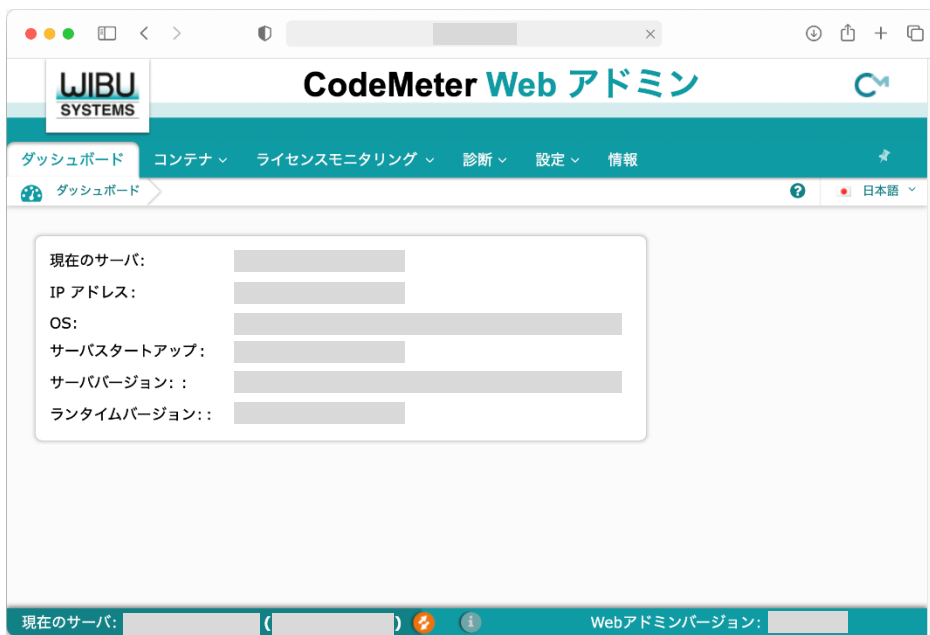 WIBU
SYSTEMS
CodeMeter Web アドミン
CM
ダッシュボード コンテナ ライセンスモニタリング 診断 設定 情報
ダッシュボード ? 日本語
現在のサーバ:
IP アドレス:
OS:
サーバスタートアップ:
サーババージョン: :
ランタイムバージョン: :
現在のサーバ: ( ) i Webアドミンバージョン: